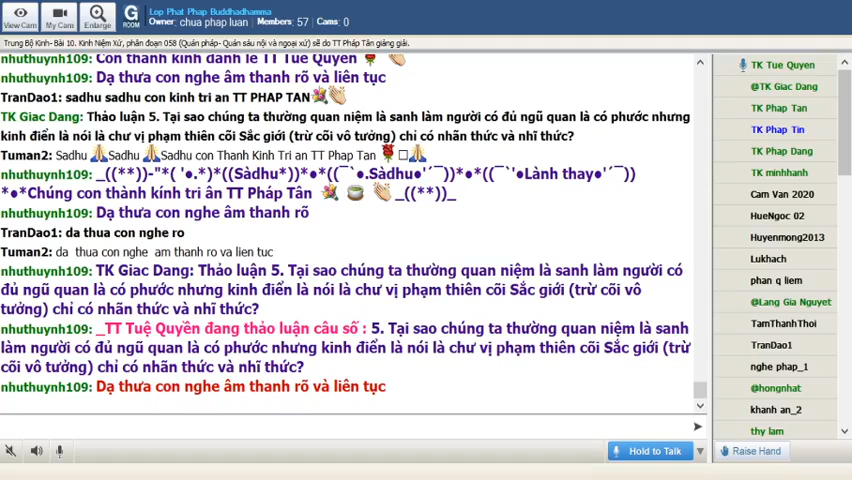 View Cam
My Cam
Enlarge
G
ROOM
Lop Phat Phap Buddhadhamma
Owner: chua phap luan Members: 57 Cams: 0
Trung Bộ Kinh- Bài 10. Kinh Niệm Xứ, phân đoạn 058 (Quán pháp- Quán sáu nội và ngoại xứ) sẽ do TT Pháp Tân giảng giải.
nhuthuynh109: Con thành kính đảnh lễ TT Tuệ Quyền
nhuthuynh109: Dạ thưa con nghe âm thanh rõ và liên tục
TranDao1: sadhu sadhu con kinh tri an TT PHAP TAN
TK Giac Dang: Thảo luận 5. Tại sao chúng ta thường quan niệm là sanh làm người có đủ ngũ quan là có phước nhưng
kinh điển là nói là chư vị phạm thiên cõi Sắc giới (trừ cõi vô tưởng) chỉ có nhãn thức và nhĩ thức?
Tuman2: Sadhu Sadhu Sadhu con Thanh Kinh Tri an TT Phap Tan
nhuthuynh109: _((**))-"*( '●.*)*((Sàdhu*))*●*((¯`●.Sàdhu●'´¯))*●*((¯`'●Lành thay●'´¯))
*●*Chúng con thành kính tri ân TT Pháp Tân _((**))_
nhuthuynh109: Dạ thưa con nghe âm thanh rõ
TranDao1: da thua con nghe ro
Tuman2: da thua con nghe am thanh ro va lien tuc
nhuthuynh109: TK Giac Dang: Thảo luận 5. Tại sao chúng ta thường quan niệm là sanh làm người có
đủ ngũ quan là có phước nhưng kinh điển là nói là chư vị phạm thiên cõi Sắc giới (trừ cõi vô
tưởng) chỉ có nhãn thức và nhĩ thức?
nhuthuynh109: _TT Tuệ Quyền đang thảo luận câu số : 5. Tại sao chúng ta thường quan niệm là sanh
làm người có đủ ngũ quan là có phước nhưng kinh điển là nói là chư vị phạm thiên cõi Sắc giới (trừ
cõi vô tưởng) chỉ có nhãn thức và nhĩ thức?
nhuthuynh109: Dạ thưa con nghe âm thanh rõ và liên tục
TK Tue Quyen
@TK Giac Dang
TK Phap Tan
TK Phap Tin
TK Phap Dang
TK minhhanh
Cam Van 2020
HueNgoc 02
Huyenmong2013
Lukhach
phan q liem
@Lang Gia Nguyet
TamThanhThoi
TranDao1
nghe phap_1
@hongnhat
khanh an_2
thy lam
Hold to Talk
Raise Hand